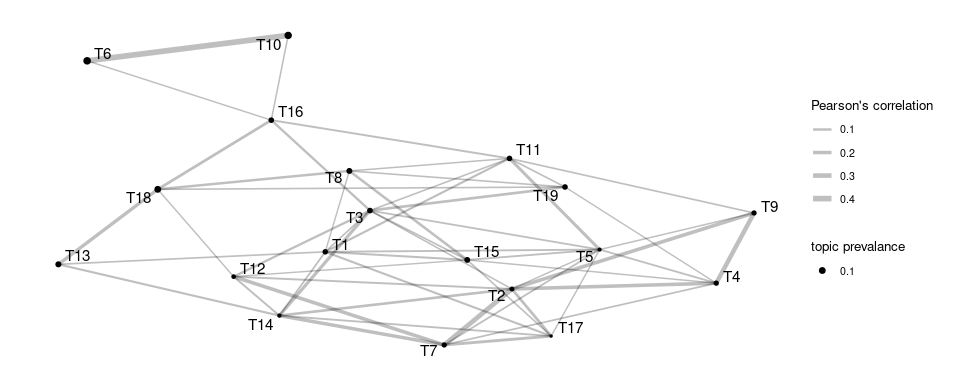 T10
T6
Pearson's correlation
T16
0.1
T11
0.2
T8
0.3
T18
T19
0.4
T9
T3
T1
topic prevalance
T13
T15
T5
T12
0.1
T4
T2
T14
T17
T7